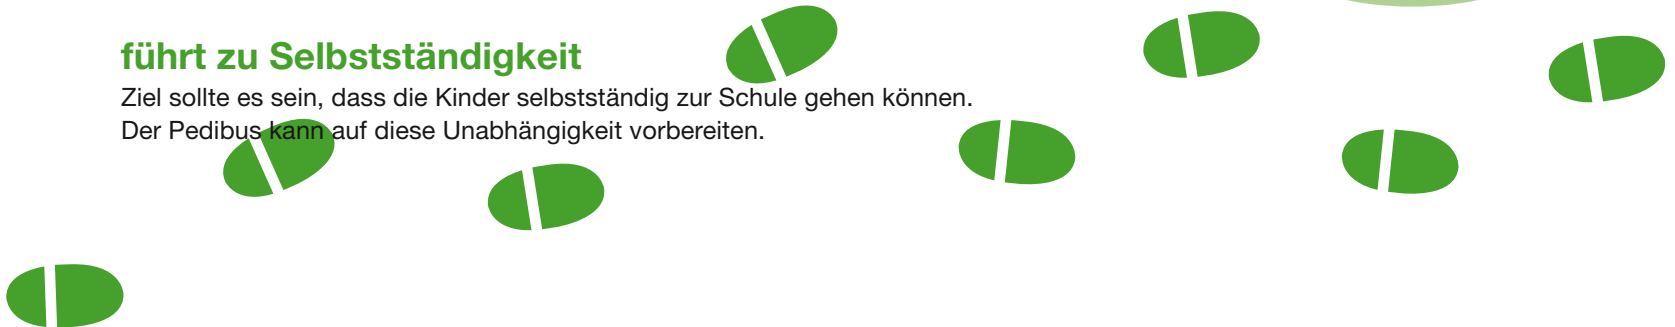 führt zu Selbstständigkeit
Ziel sollte es sein, dass die Kinder selbstständig zur Schule gehen können.
Der Pedibus kann auf diese Unabhängigkeit vorbereiten.